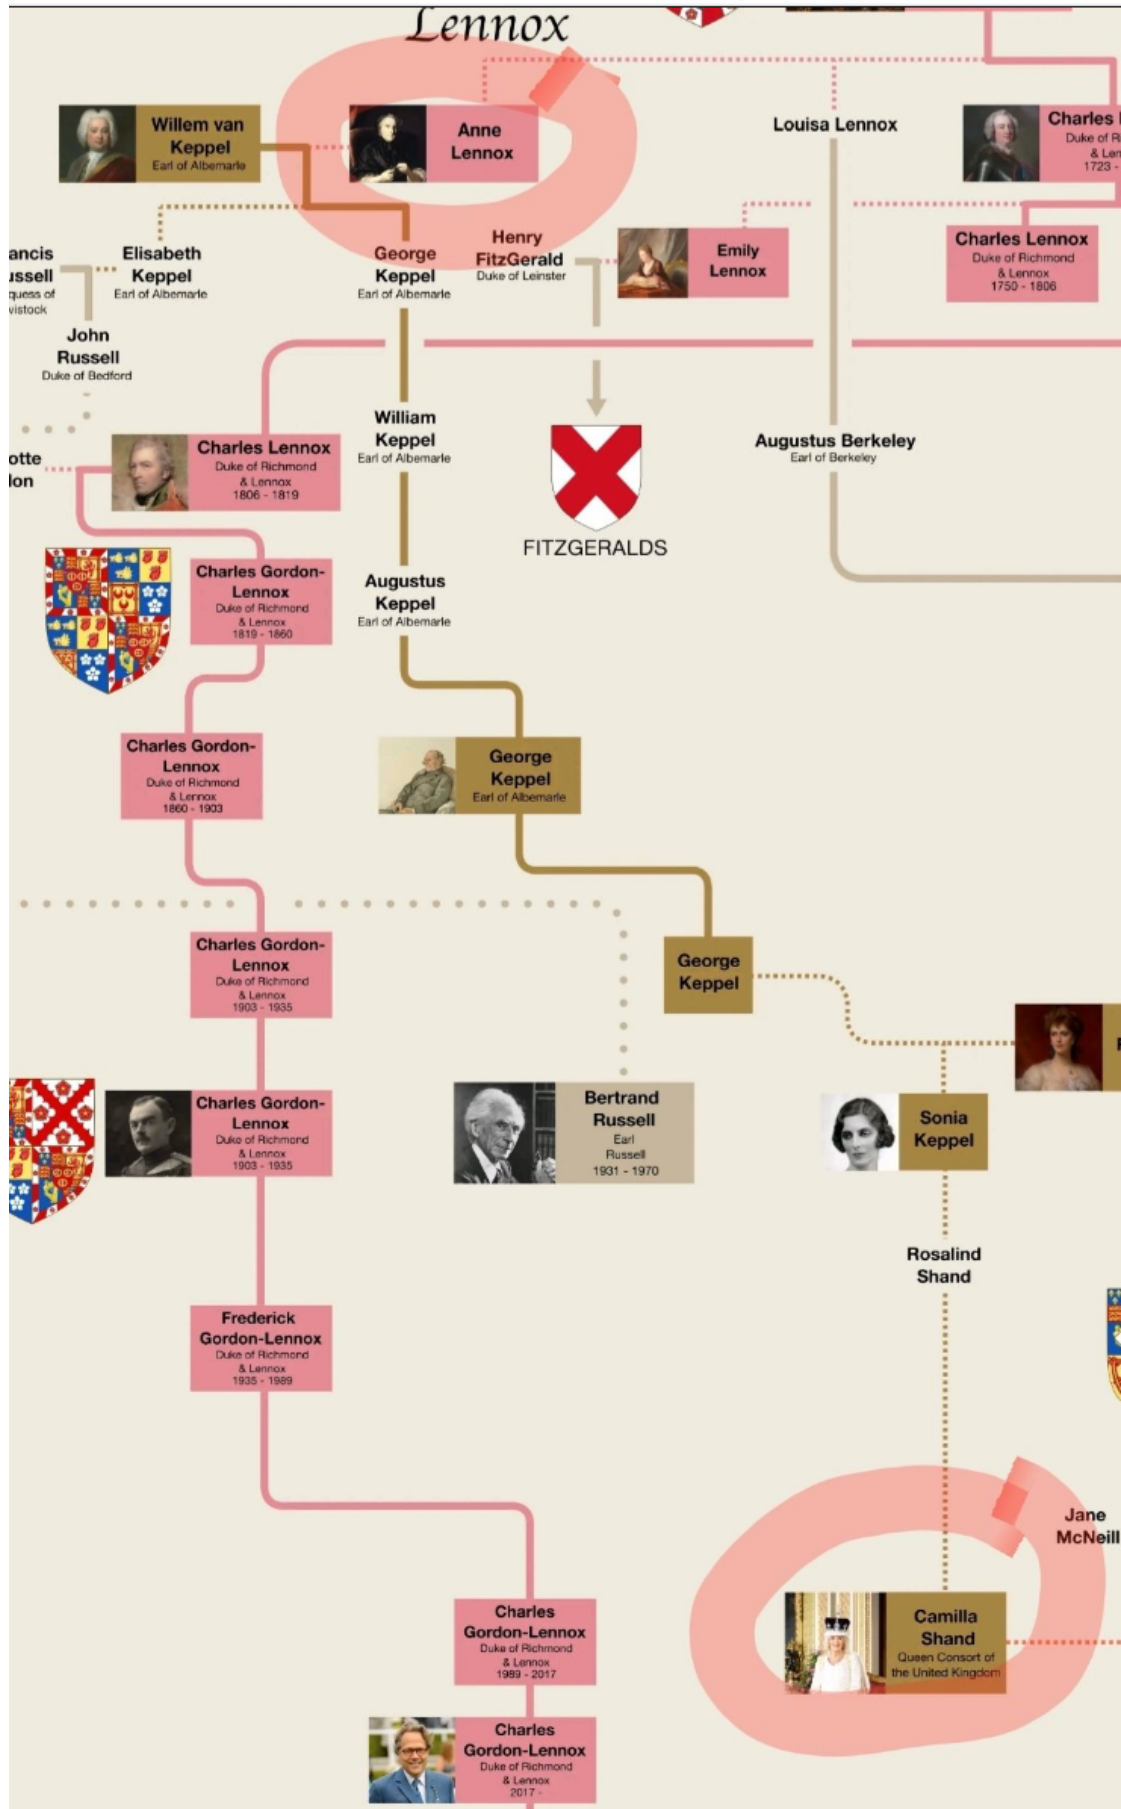 Lennox
Willem van
Keppel
Earl of Albemarle
Anne
Lennox
Louisa Lennox
Charles
Duke of
&
1723 -
ancis
ussell
quess of
vistock
Elisabeth
Keppel
Earl of Albemarle
George
Keppel
Earl of Albemarle
Henry
FitzGerald
Duke of Leinster
Emily
Lennox
Charles Lennox
Duke of Richmond
& Lennox
1750 - 1806
John
Russell
Duke of Bedford
William
Keppel
Earl of Albemarle
Augustus Berkeley
Earl of Berkeley
otte
don
Charles Lennox
Duke of Richmond
& Lennox
1806 - 1819
FITZGERALDS
Charles Gordon-
Lennox
Duke of Richmond
& Lennox
1819 - 1860
Augustus
Keppel
Earl of Albemarle
Charles Gordon-
Lennox
Duke of Richmond
& Lennox
1860 - 1903
George
Keppel
Earl of Albemarle
Charles Gordon-
Lennox
Duke of Richmond
& Lennox
1903 - 1935
George
Keppel
Charles Gordon-
Lennox
Duke of Richmond
& Lennox
1903 - 1935
Bertrand
Russell
Earl
Russell
1931 - 1970
Sonia
Keppel
Rosalind
Shand
Frederick
Gordon-Lennox
Duke of Richmond
& Lennox
1935 - 1989
Jane
McNeill
Charles
Gordon-Lennox
Duke of Richmond
& Lennox
1989 - 2017
Camilla
Shand
Queen Consort of
the United Kingdom
Charles
Gordon-Lennox
Duke of Richmond
& Lennox
2017 -